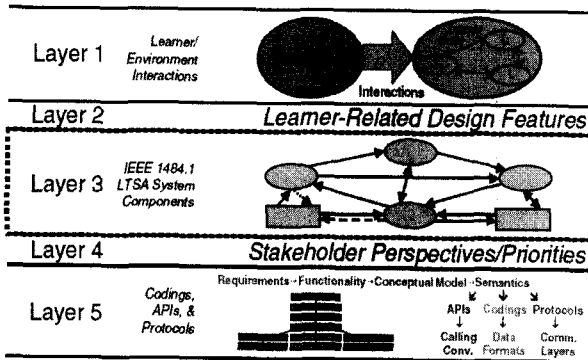 Layer 1
Learner/
Environment
Interactions
Interactions
Layer 2
Learner-Related Design Features
Layer 3
IEEE 1484.1
LTSA System
Components
Layer 4
Stakeholder Perspectives/Priorities
Layer 5
Codings,
APIs, &
Protocols
Requirements→Functionality→Conceptual Model→Semantics
APIs Codings Protocols
Calling Data Comm.
Conv. Formats Layers